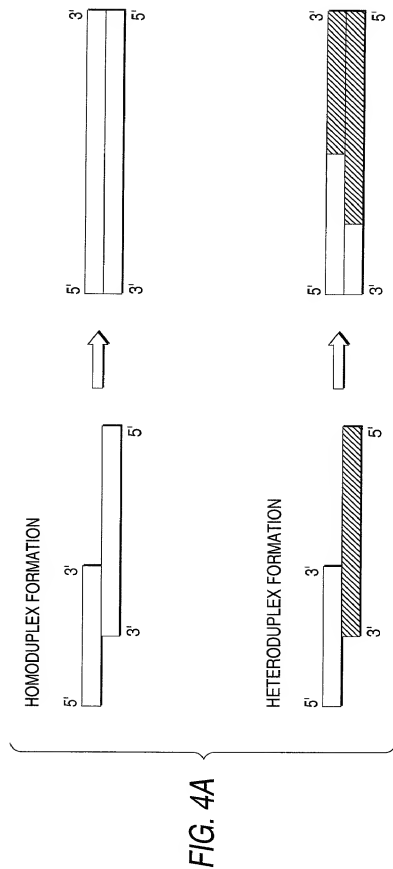 FIG. 4A
HOMODUPLEX FORMATION
5' 3' 5' 3'
3' 5' 3' 5'
HETERODUPLEX FORMATION
5' 3' 5' 3'
3' 5' 3' 5'